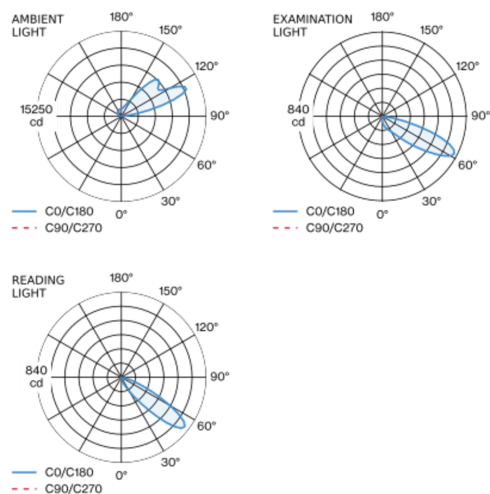 AMBIENT
LIGHT
180°
150°
120°
15250
cd
90°
60°
30°
0°
C0/C180
C90/C270
EXAMINATION
LIGHT
180°
150°
120°
840
cd
90°
60°
30°
0°
C0/C180
C90/C270
READING
LIGHT
180°
150°
120°
840
cd
90°
60°
30°
0°
C0/C180
C90/C270